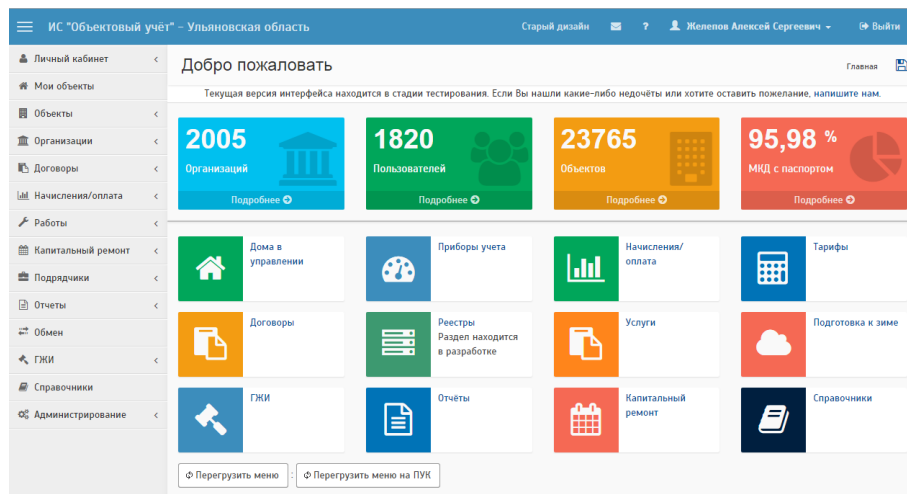 ИС "Объектовый учёт" – Ульяновская область
Старый дизайн
?
Желепов Алексей Сергеевич
Выйти
Личный кабинет
Мои объекты
Объекты
Организации
Договоры
Начисления/оплата
Работы
Капитальный ремонт
Подрядчики
Отчеты
Обмен
ГЖИ
Справочники
Администрирование
Добро пожаловать
Главная
Текущая версия интерфейса находится в стадии тестирования. Если Вы нашли какие-либо недочёты или хотите оставить пожелание, напишите нам.
2005
Организаций
Подробнее
1820
Пользователей
Подробнее
23765
Объектов
Подробнее
95,98 %
МКД с паспортом
Подробнее
Дома в
управлении
Приборы учета
Начисления/
оплата
Тарифы
Договоры
Реестры
Раздел находится
в разработке
Услуги
Подготовка к зиме
ГЖИ
Отчёты
Капитальный
ремонт
Справочники
Перегрузить меню
:
Перегрузить меню на ПУК